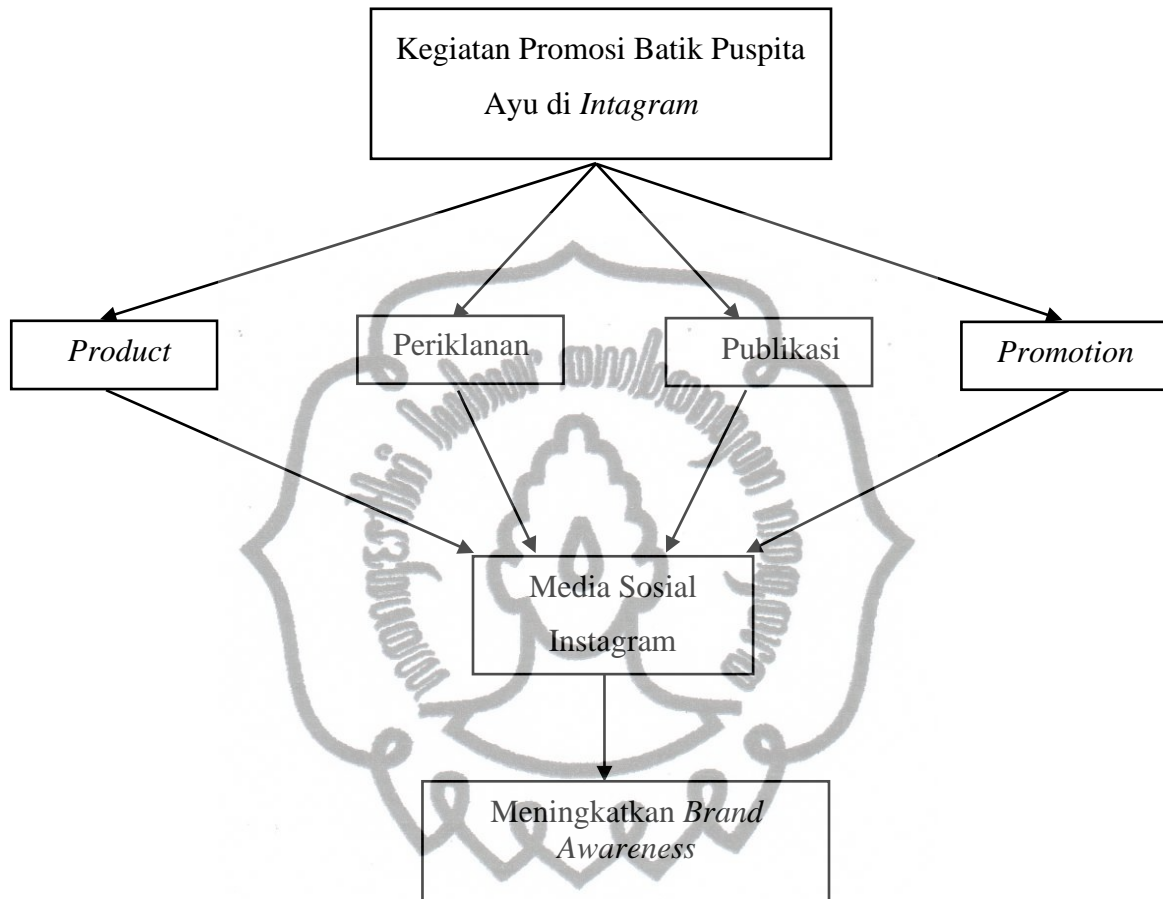 Kegiatan Promosi Batik Puspita
Ayu di Intagram
Product
Periklanan
Publikasi
Promotion
Media Sosial
Instagram
Meningkatkan Brand
Awareness